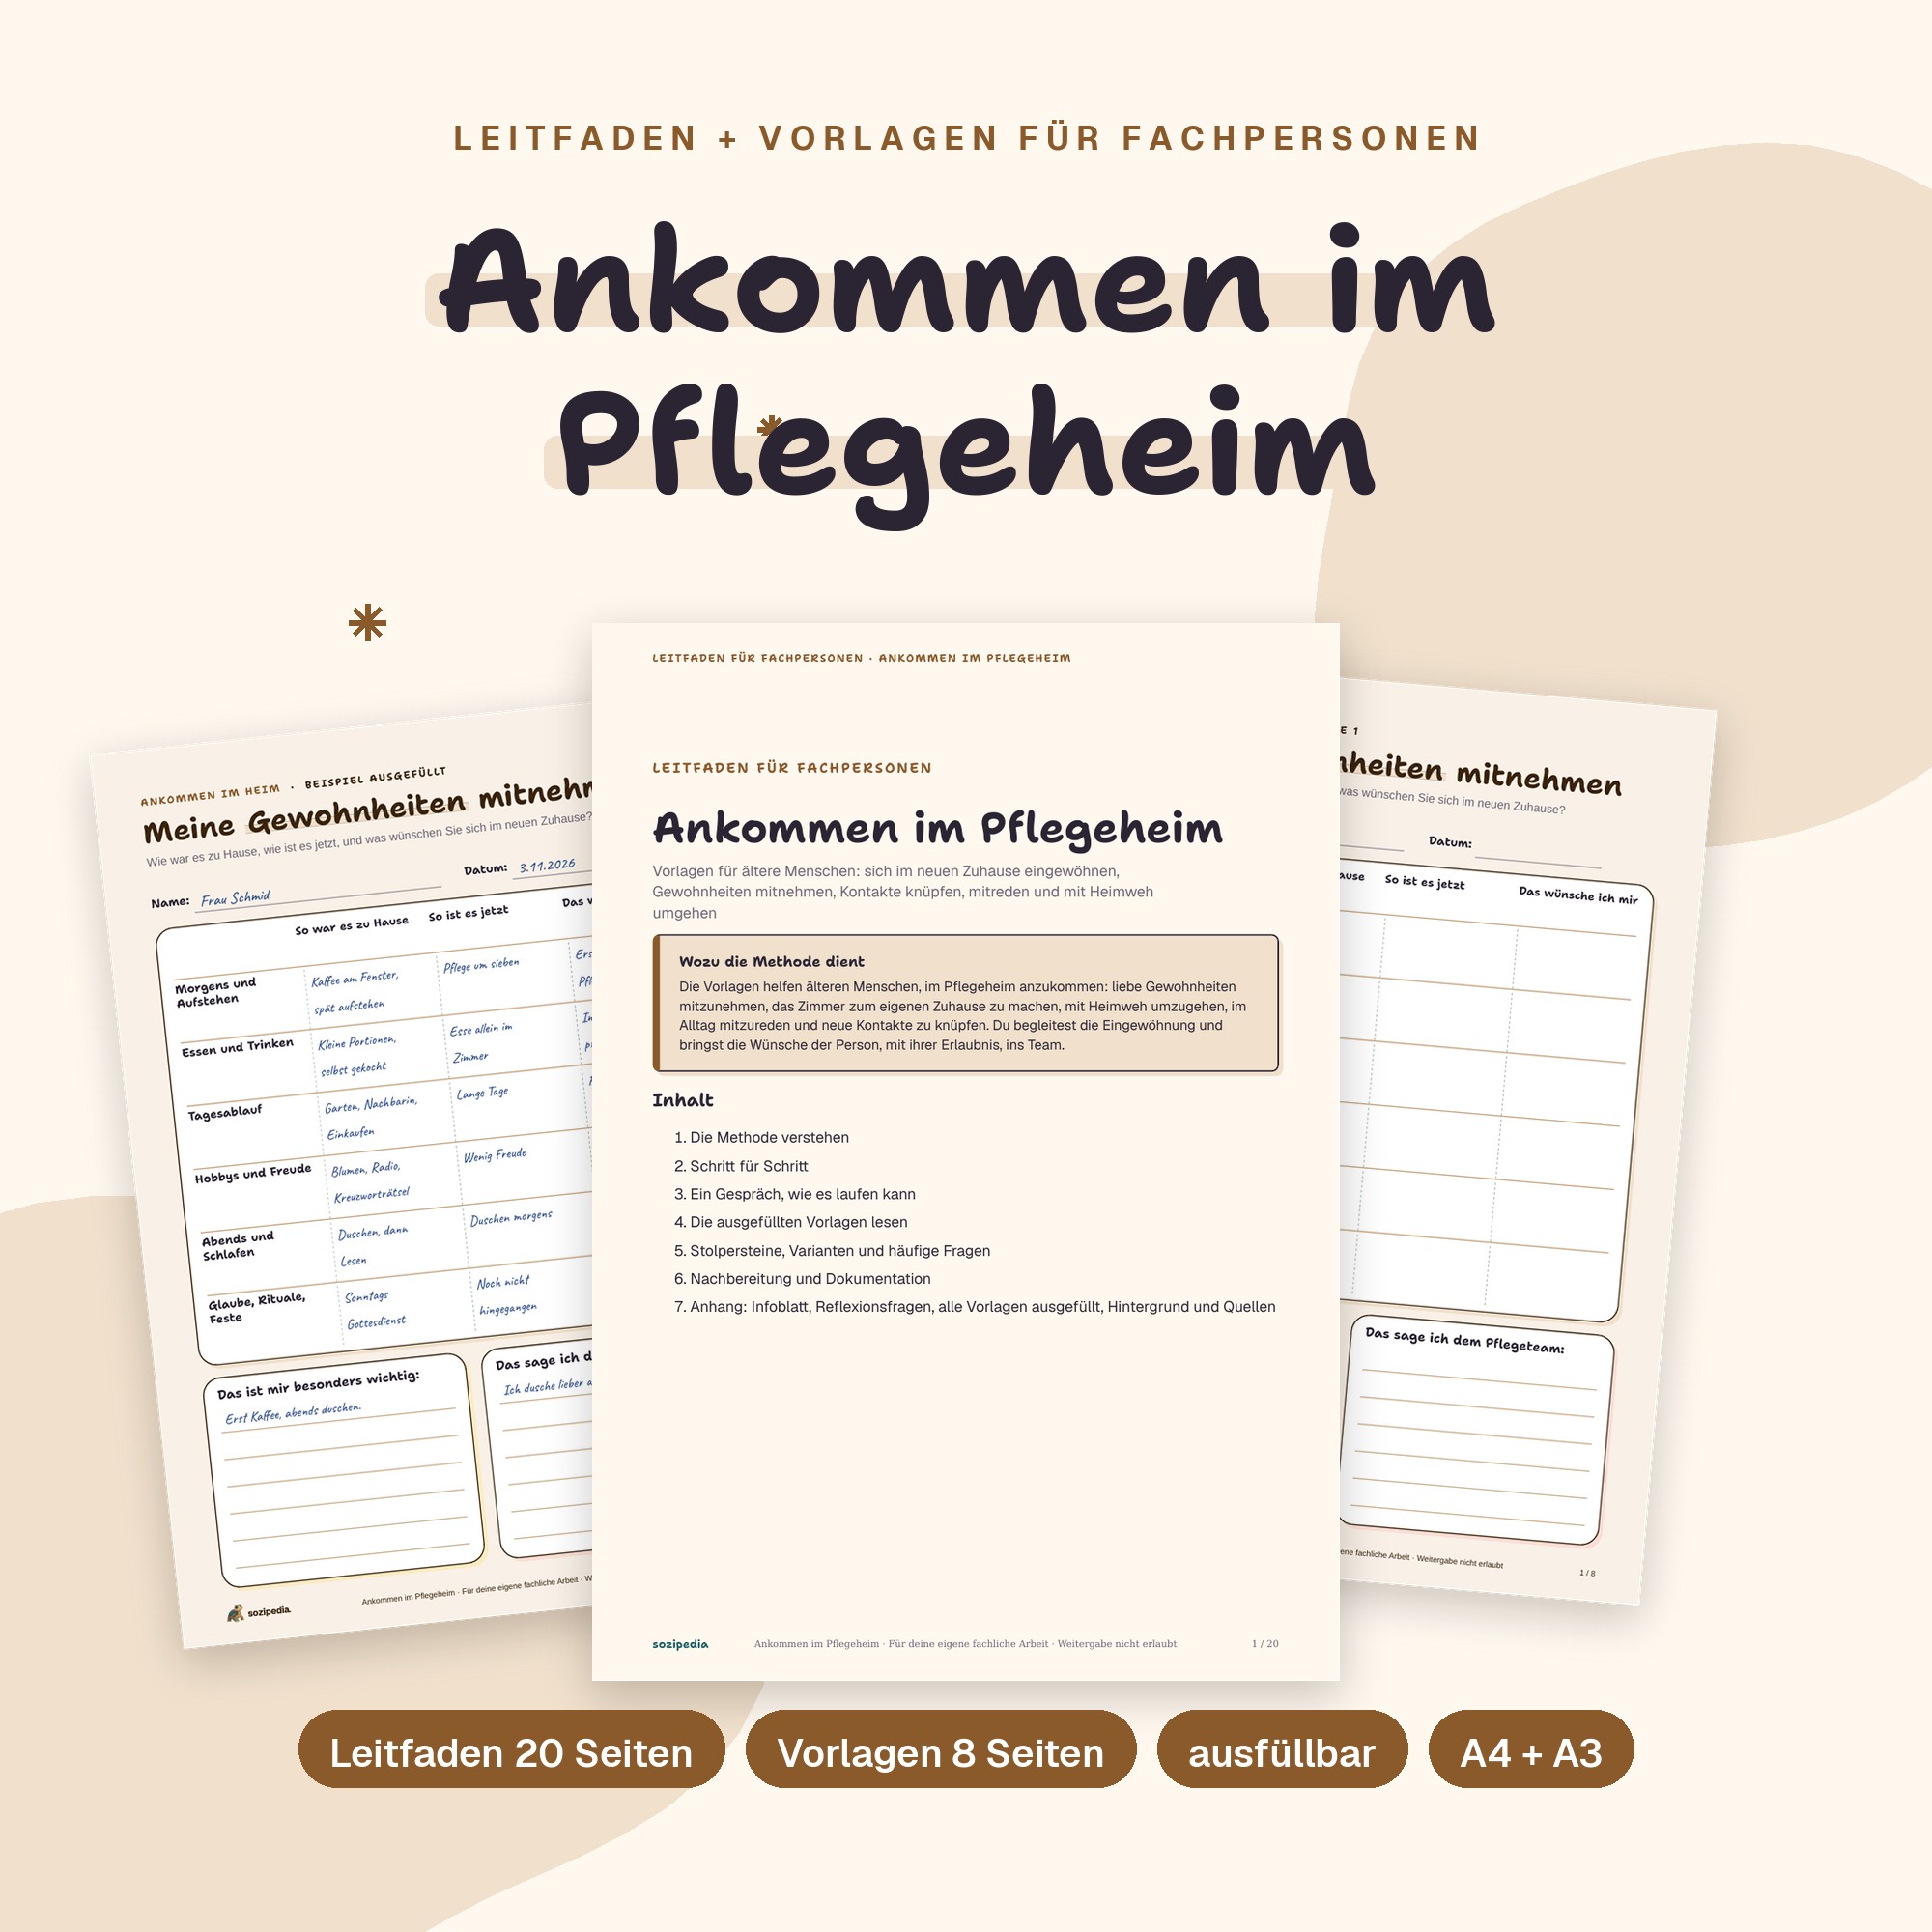 LEITFADEN + VORLAGEN FÜR FACHPERSONEN
Ankommen im
Pflegeheim
ANKOMMEN IM HEIM · BEISPIEL AUSGEFÜLLT
Meine Gewohnheiten
Wie war es zu Hause, wie ist es jetzt, und was wünschen Sie sich im neuen Zuhause?
Name: Frau Schmid Datum: 3.11.2026
So war es zu Hause So ist es jetzt
Morgens und Aufstehen
Kaffee am Fenster,
spät aufstehen
Pflege um sieben
Essen und Trinken
Kleine Portionen,
selbst gekocht
Esse allein im
Zimmer
Tagesablauf
Garten, Nachbarin,
Einkaufen
Lange Tage
Hobbys und Freude
Blumen, Radio,
Kreuzworträtsel
Wenig Freude
Abends und Schlafen
Duschen, dann
Lesen
Duschen morgens
Glaube, Rituale, Feste
Sonntags
Gottesdienst
Noch nicht
hingegangen
Das ist mir besonders wichtig:
Erst Kaffee, abends duschen.
Das sage ich
Ich dusche lieber
sozipedia.
Ankommen im Pflegeheim · Für deine eigene fachliche Arbeit ·
LEITFADEN FÜR FACHPERSONEN · ANKOMMEN IM PFLEGEHEIM
LEITFADEN FÜR FACHPERSONEN
Ankommen im Pflegeheim
Vorlagen für ältere Menschen: sich im neuen Zuhause eingewöhnen,
Gewohnheiten mitnehmen, Kontakte knüpfen, mitreden und mit Heimweh
umgehen
Wozu die Methode dient
Die Vorlagen helfen älteren Menschen, im Pflegeheim anzukommen: liebe Gewohnheiten
mitzunehmen, das Zimmer zum eigenen Zuhause zu machen, mit Heimweh umzugehen, im
Alltag mitzureden und neue Kontakte zu knüpfen. Du begleitest die Eingewöhnung und
bringst die Wünsche der Person, mit ihrer Erlaubnis, ins Team.
Inhalt
1. Die Methode verstehen
2. Schritt für Schritt
3. Ein Gespräch, wie es laufen kann
4. Die ausgefüllten Vorlagen lesen
5. Stolpersteine, Varianten und häufige Fragen
6. Nachbereitung und Dokumentation
7. Anhang: Infoblatt, Reflexionsfragen, alle Vorlagen ausgefüllt, Hintergrund und Quellen
sozipedia Ankommen im Pflegeheim · Für deine eigene fachliche Arbeit · Weitergabe nicht erlaubt 1 / 20
mitnehmen
was wünschen Sie sich im neuen Zuhause?
Datum:
So ist es jetzt Das wünsche ich mir
Das sage ich dem Pflegeteam:
fachliche Arbeit · Weitergabe nicht erlaubt 1 / 8
Leitfaden 20 Seiten
Vorlagen 8 Seiten
ausfüllbar
A4 + A3